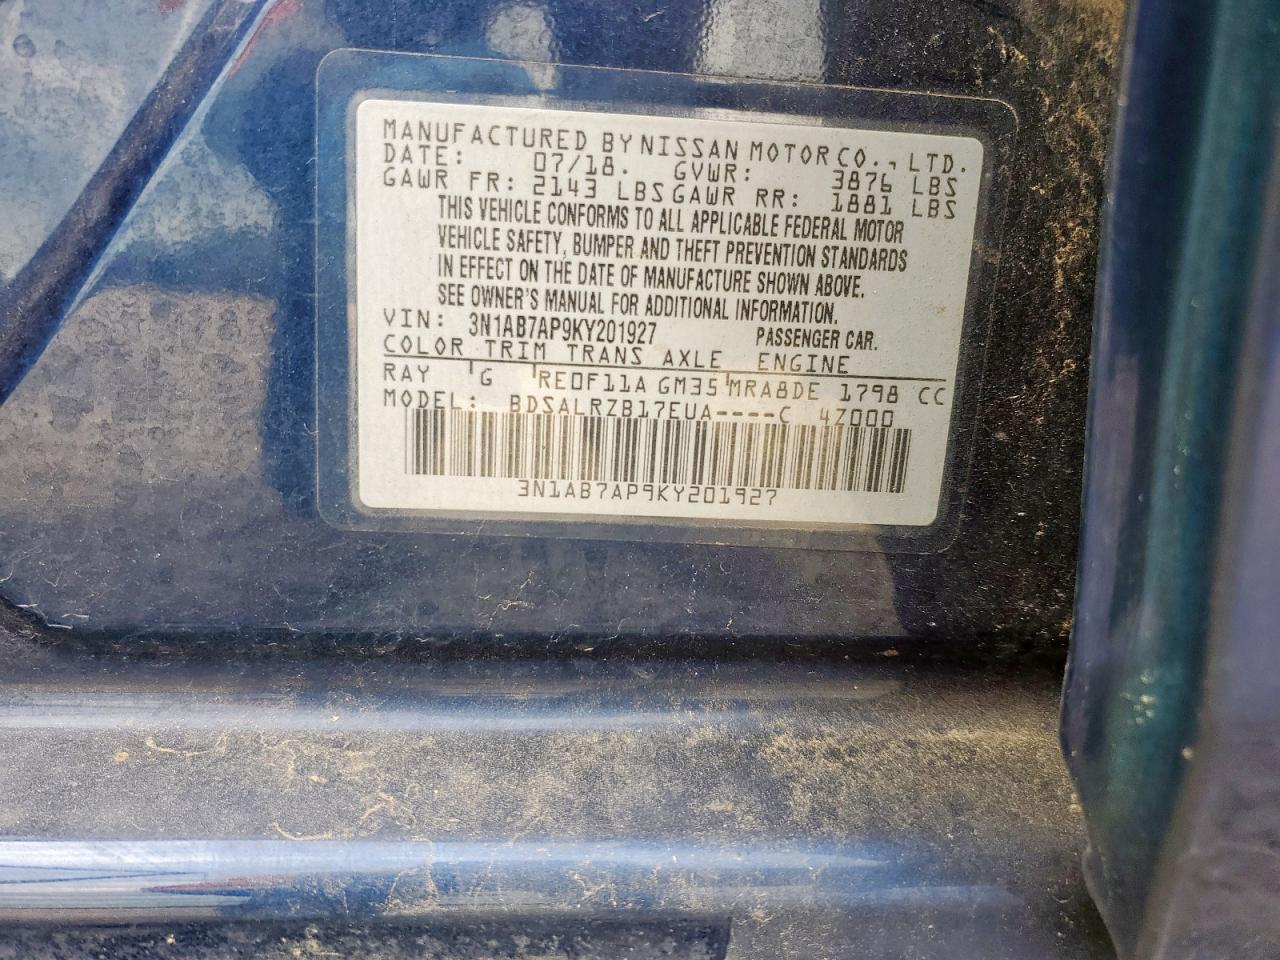 MANUFACTURED BY NISSAN MOTOR CO., LTD.
DATE: 07/18. GVWR: 3876 LBS
GAWR FR: 2143 LBS GAWR RR: 1881 LBS
THIS VEHICLE CONFORMS TO ALL APPLICABLE FEDERAL MOTOR
VEHICLE SAFETY, BUMPER AND THEFT PREVENTION STANDARDS
IN EFFECT ON THE DATE OF MANUFACTURE SHOWN ABOVE.
SEE OWNER'S MANUAL FOR ADDITIONAL INFORMATION.
VIN: 3N1AB7AP9KY201927 PASSENGER CAR.
COLOR TRIM TRANS AXLE ENGINE
RAY G RE0F11A GM35 MRA8DE 1798 CC
MODEL: BDSALRZB17EUA----C 4Z000
3N1AB7AP9KY201927